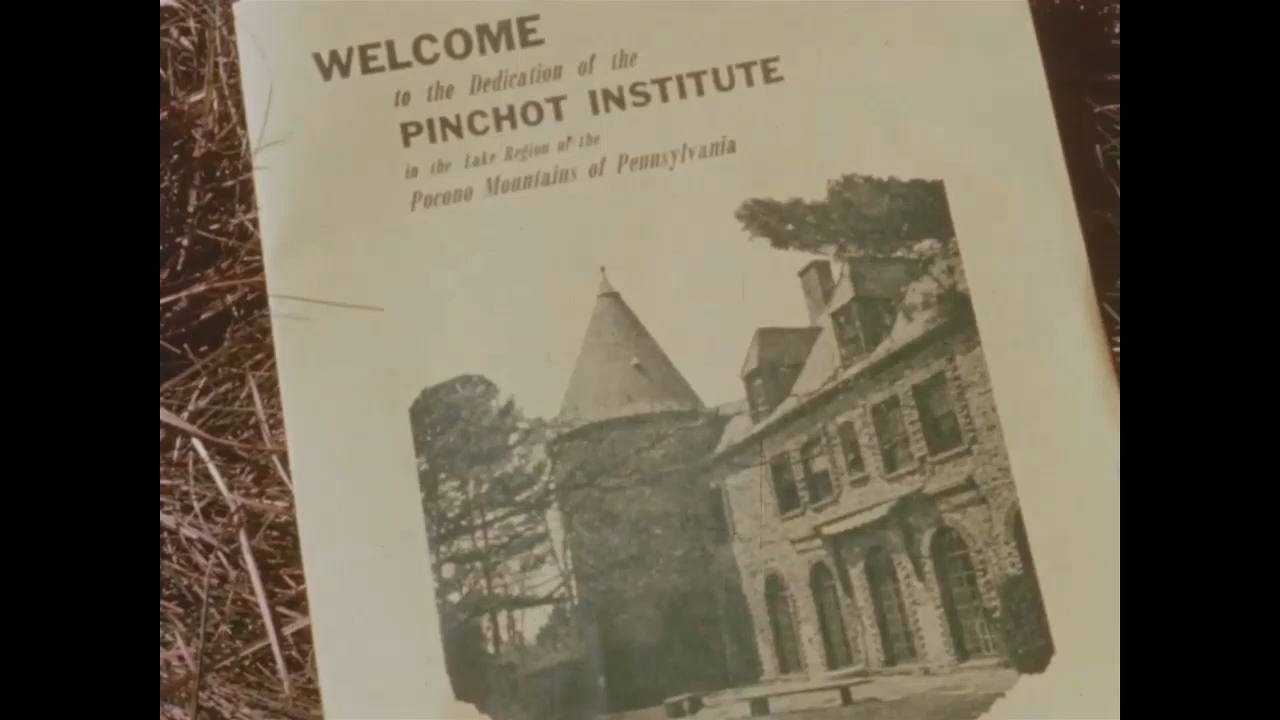 WELCOME
to the Dedication of the
PINCHOT INSTITUTE
in the Lake Region of the
Pocono Mountains of Pennsylvania